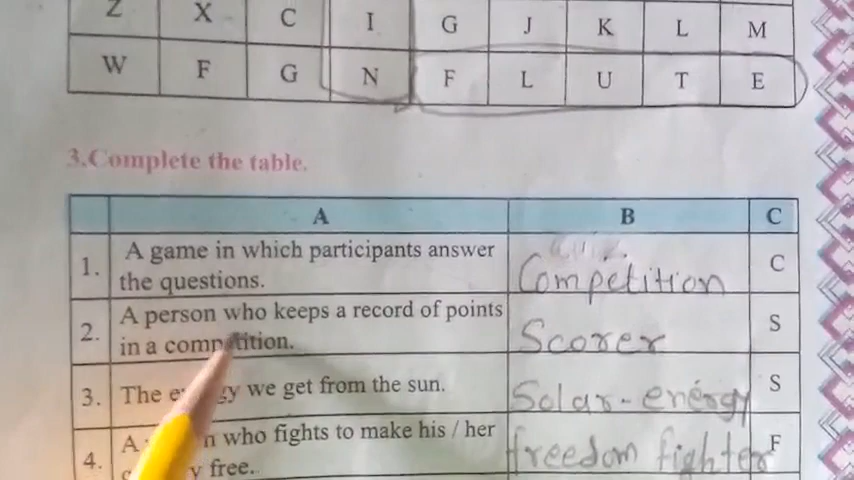 Z X C I G J K L M
W F G N F L U T E
3.Complete the table.
A B C
1. A game in which participants answer the questions. Competition C
2. A person who keeps a record of points in a competition. Scorer S
3. The energy we get from the sun. Solar-energy S
4. A who fights to make his / her free. freedom fighter F